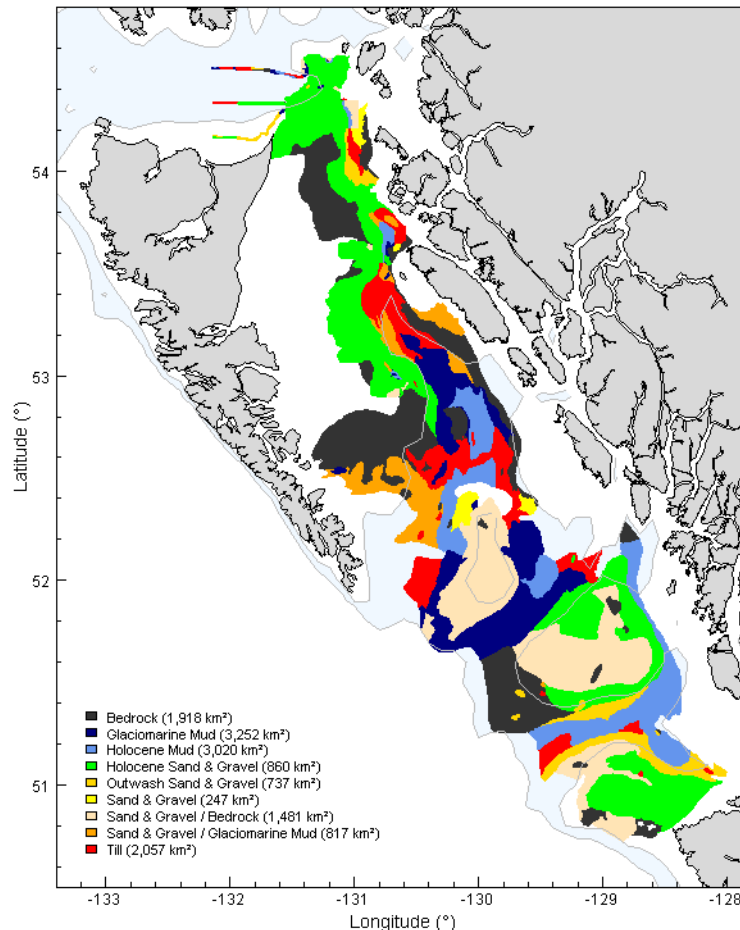 54
53
52
51
Latitude (°)
Bedrock (1,918 km²)
Glaciomarine Mud (3,252 km²)
Holocene Mud (3,020 km²)
Holocene Sand & Gravel (860 km²)
Outwash Sand & Gravel (737 km²)
Sand & Gravel (247 km²)
Sand & Gravel / Bedrock (1,481 km²)
Sand & Gravel / Glaciomarine Mud (817 km²)
Till (2,057 km²)
-133 -132 -131 -130 -129 -128
Longitude (°)